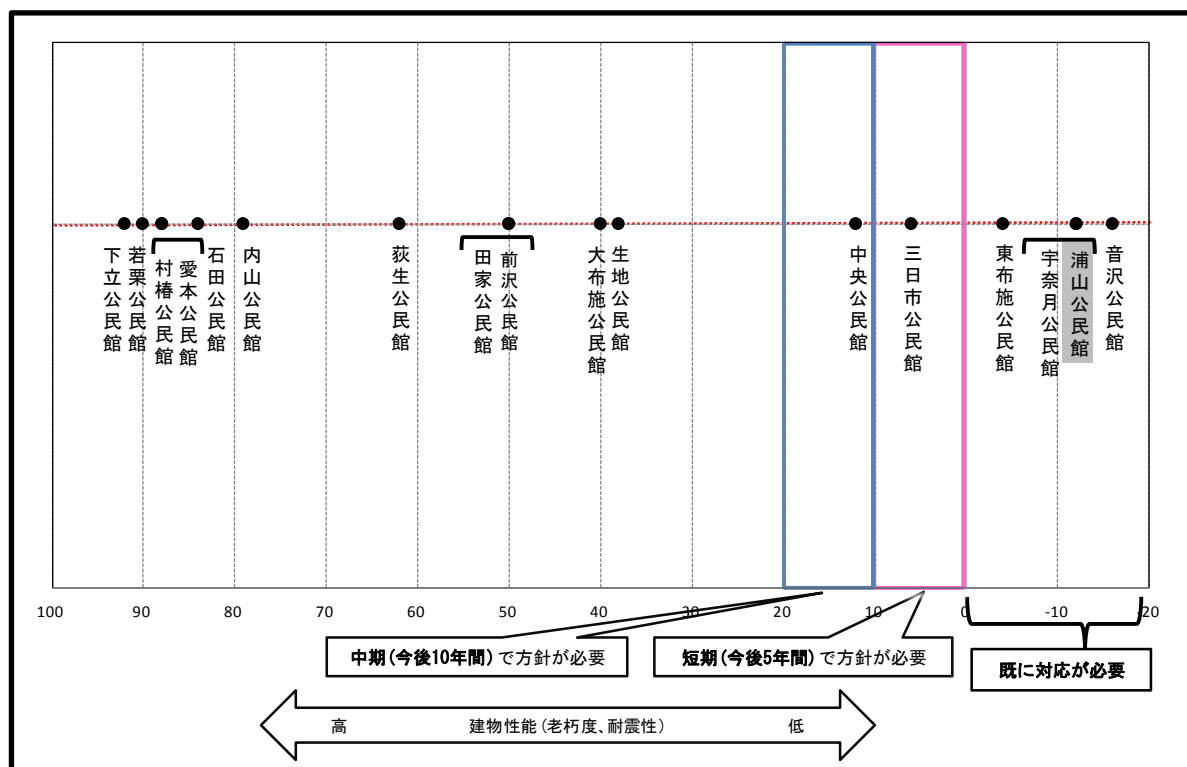 下立公民館
若栗公民館
村椿公民館
愛本公民館
石田公民館
内山公民館
荻生公民館
田家公民館
前沢公民館
大布施公民館
生地公民館
中央公民館
三日市公民館
東布施公民館
宇奈月公民館
浦山公民館
音沢公民館
100 90 80 70 60 50 40 30 20 10 0 -10 -20
中期(今後10年間)で方針が必要
短期(今後5年間)で方針が必要
既に対応が必要
高 建物性能(老朽度、耐震性) 低